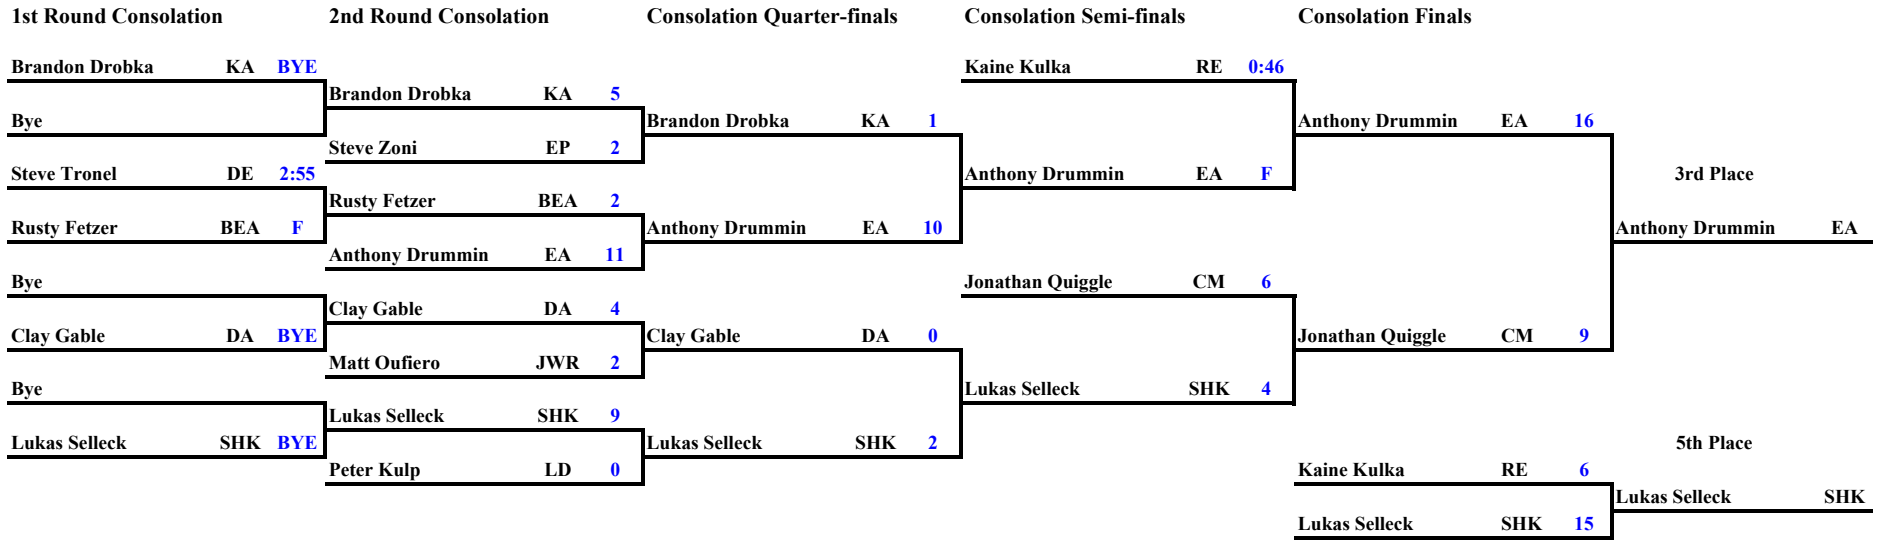 1st Round Consolation 2nd Round Consolation Consolation Quarter-finals Consolation Semi-finals Consolation Finals
Brandon Drobka KA BYE Kaine Kulka RE 0:46
Brandon Drobka KA 5
Bye Brandon Drobka KA 1 Anthony Drummin EA 16
Steve Zoni EP 2
Steve Tronel DE 2:55 Anthony Drummin EA F 3rd Place
Rusty Fetzer BEA 2
Rusty Fetzer BEA F Anthony Drummin EA 10 Anthony Drummin EA
Anthony Drummin EA 11
Bye Jonathan Quiggle CM 6
Clay Gable DA 4
Clay Gable DA BYE Clay Gable DA 0 Jonathan Quiggle CM 9
Matt Oufiero JWR 2
Bye Lukas Selleck SHK 4
Lukas Selleck SHK 9
Lukas Selleck SHK BYE Lukas Selleck SHK 2 5th Place
Peter Kulp LD 0 Kaine Kulka RE 6
Lukas Selleck SHK
Lukas Selleck SHK 15